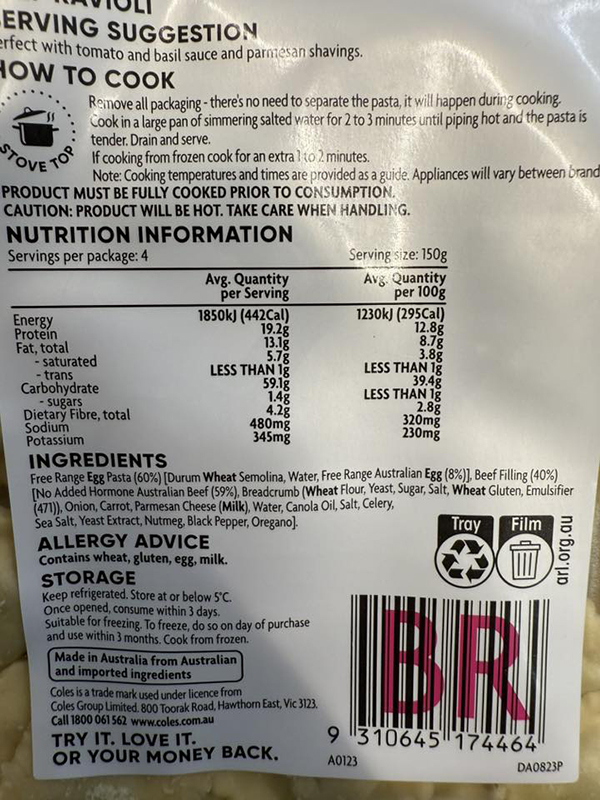 RAVIOLI
SERVING SUGGESTION
Perfect with tomato and basil sauce and parmesan shavings.
HOW TO COOK
STOVE TOP
Remove all packaging - there's no need to separate the pasta, it will happen during cooking.
Cook in a large pan of simmering salted water for 2 to 3 minutes until piping hot and the pasta is
tender. Drain and serve.
If cooking from frozen cook for an extra 1 to 2 minutes.
Note: Cooking temperatures and times are provided as a guide. Appliances will vary between brand
PRODUCT MUST BE FULLY COOKED PRIOR TO CONSUMPTION.
CAUTION: PRODUCT WILL BE HOT. TAKE CARE WHEN HANDLING.
NUTRITION INFORMATION
Servings per package: 4 Serving size: 150g
Avg. Quantity per Serving Avg. Quantity per 100g
Energy 1850kJ (442Cal) 1230kJ (295Cal)
Protein 19.2g 12.8g
Fat, total 13.1g 8.7g
- saturated 5.7g 3.8g
- trans LESS THAN 1g LESS THAN 1g
Carbohydrate 59.1g 39.4g
- sugars 1.4g LESS THAN 1g
Dietary Fibre, total 4.2g 2.8g
Sodium 480mg 320mg
Potassium 345mg 230mg
INGREDIENTS
Free Range Egg Pasta (60%) [Durum Wheat Semolina, Water, Free Range Australian Egg (8%)], Beef Filling (40%)
[No Added Hormone Australian Beef (59%), Breadcrumb (Wheat Flour, Yeast, Sugar, Salt, Wheat Gluten, Emulsifier
(471)), Onion, Carrot, Parmesan Cheese (Milk), Water, Canola Oil, Salt, Celery,
Sea Salt, Yeast Extract, Nutmeg, Black Pepper, Oregano].
ALLERGY ADVICE
Contains wheat, gluten, egg, milk.
STORAGE
Keep refrigerated. Store at or below 5°C.
Once opened, consume within 3 days.
Suitable for freezing. To freeze, do so on day of purchase
and use within 3 months. Cook from frozen.
Made in Australia from Australian
and imported ingredients
Coles is a trade mark used under licence from
Coles Group Limited. 800 Toorak Road, Hawthorn East, Vic 3123.
Call 1800 061 562 www.coles.com.au
TRY IT. LOVE IT.
OR YOUR MONEY BACK.
Tray Film
arl.org.au
BR
9 310645 174464
A0123
DA0823P